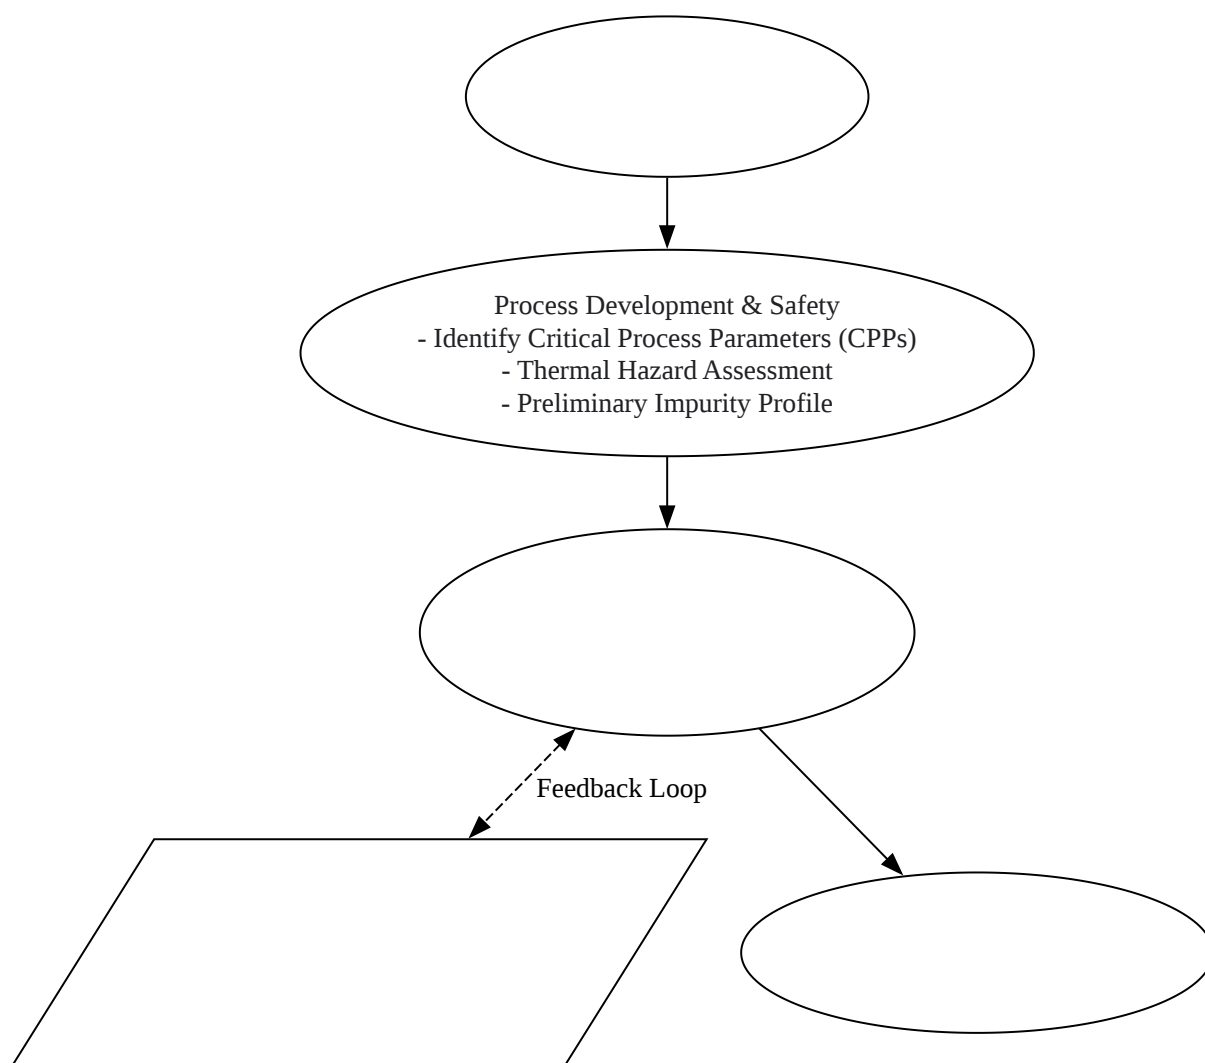 Process Development & Safety
- Identify Critical Process Parameters (CPPs)
- Thermal Hazard Assessment
- Preliminary Impurity Profile
Feedback Loop